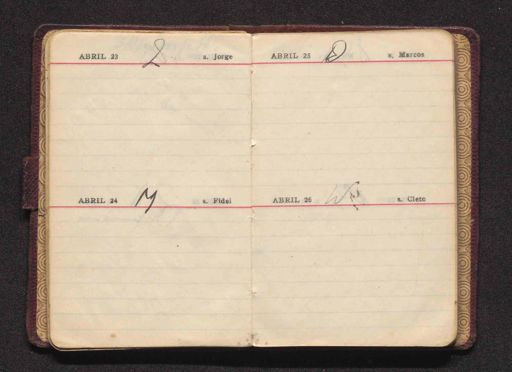 ABRIL 23 s. Jorge
ABRIL 24 M s. Fidel
ABRIL 25 D s. Marcos
ABRIL 26 s. Cleto